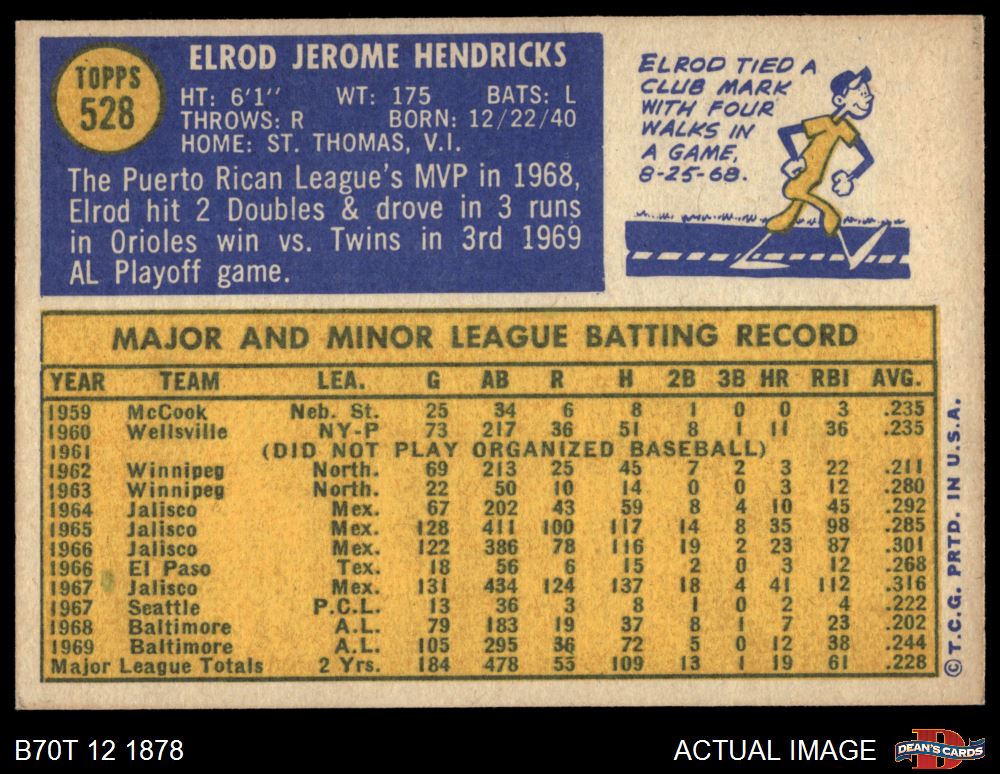 TOPPS
528
ELROD JEROME HENDRICKS
HT: 6'1'' WT: 175 BATS: L
THROWS: R BORN: 12/22/40
HOME: ST. THOMAS, V.I.
The Puerto Rican League's MVP in 1968,
Elrod hit 2 Doubles & drove in 3 runs
in Orioles win vs. Twins in 3rd 1969
AL Playoff game.
ELROD TIED A
CLUB MARK
WITH FOUR
WALKS IN
A GAME,
8-25-68.
MAJOR AND MINOR LEAGUE BATTING RECORD
YEAR TEAM LEA. G AB R H 2B 3B HR RBI AVG.
1959 McCook Neb. St. 25 34 6 8 1 0 0 3 .235
1960 Wellsville NY-P 73 217 36 51 8 1 11 36 .235
1961 (DID NOT PLAY ORGANIZED BASEBALL)
1962 Winnipeg North. 69 213 25 45 7 2 3 22 .211
1963 Winnipeg North. 22 50 10 14 0 0 3 12 .280
1964 Jalisco Mex. 67 202 43 59 8 4 10 45 .292
1965 Jalisco Mex. 128 411 100 117 14 8 35 98 .285
1966 Jalisco Mex. 122 386 78 116 19 2 23 87 .301
1966 El Paso Tex. 18 56 6 15 2 0 3 12 .268
1967 Jalisco Mex. 131 434 124 137 18 4 41 112 .316
1967 Seattle P.C.L. 13 36 3 8 1 0 2 4 .222
1968 Baltimore A.L. 79 183 19 37 8 1 7 23 .202
1969 Baltimore A.L. 105 295 36 72 5 0 12 38 .244
Major League Totals 2 Yrs. 184 478 55 109 13 1 19 61 .228
© T.C.G. PRTD. IN U.S.A.
B70T 12 1878
ACTUAL IMAGE
DEAN'S CARDS